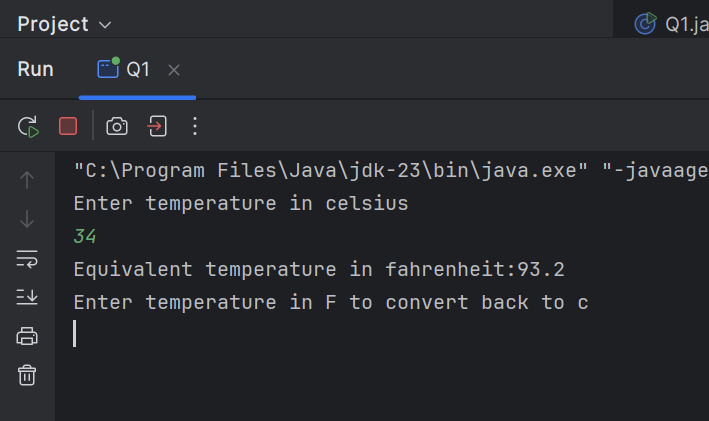 Project
Q1.ja
Run
Q1
"C:\Program Files\Java\jdk-23\bin\java.exe" "-javaage
Enter temperature in celsius
34
Equivalent temperature in fahrenheit:93.2
Enter temperature in F to convert back to c